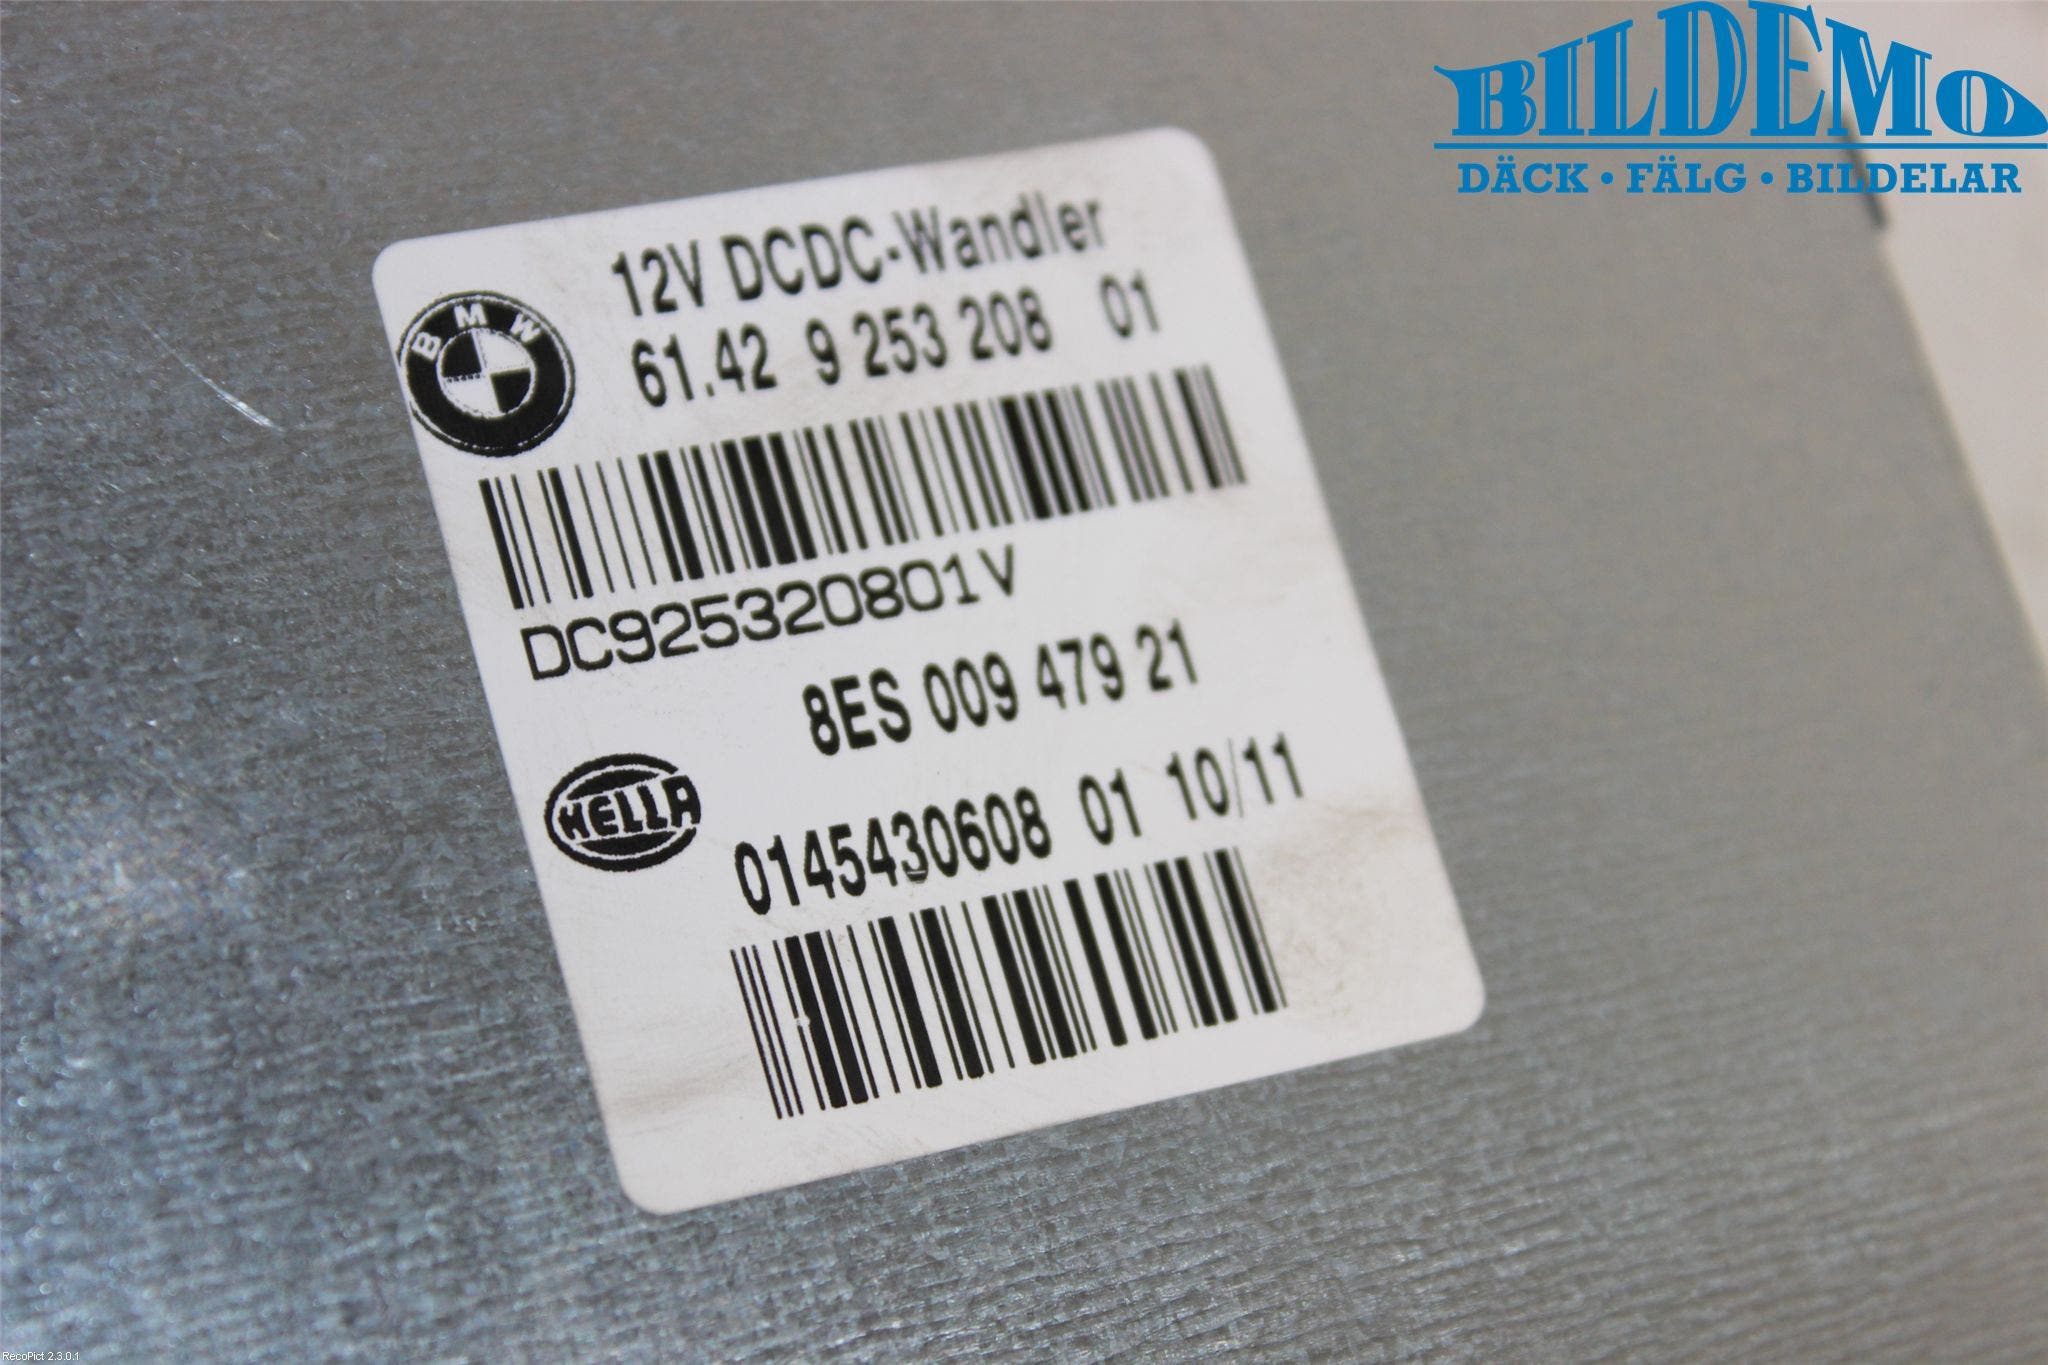 BILDEMO
DÄCK • FÄLG • BILDELAR
12V DCDC-Wandler
61.42 9 253 208 01
BMW
DC925320801V
8ES 009 479 21
HELLA
0145430608 01 10/11
RecoPict 2.3.0.1